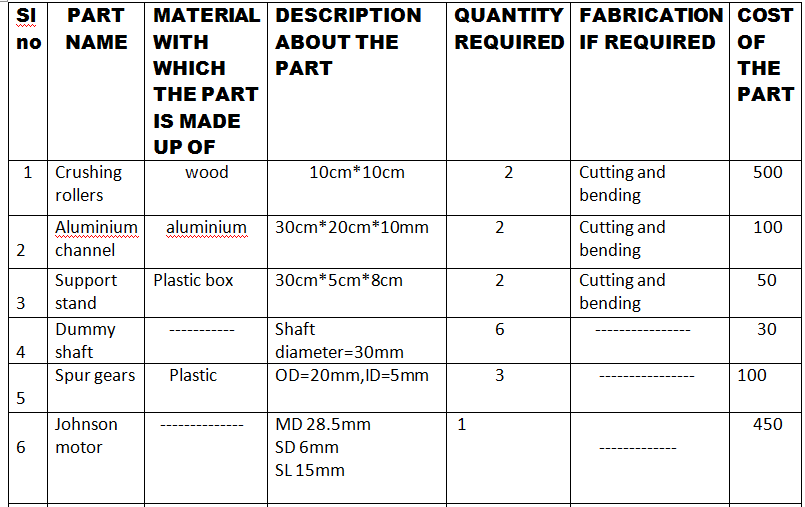 Sl no PART NAME MATERIAL WITH WHICH THE PART IS MADE UP OF DESCRIPTION ABOUT THE PART QUANTITY REQUIRED FABRICATION IF REQUIRED COST OF THE PART
1 Crushing rollers wood 10cm*10cm 2 Cutting and bending 500
2 Aluminium channel aluminium 30cm*20cm*10mm 2 Cutting and bending 100
3 Support stand Plastic box 30cm*5cm*8cm 2 Cutting and bending 50
4 Dummy shaft ----------- Shaft diameter=30mm 6 ---------------- 30
5 Spur gears Plastic OD=20mm,ID=5mm 3 ---------------- 100
6 Johnson motor -------------- MD 28.5mm SD 6mm SL 15mm 1 ------------- 450